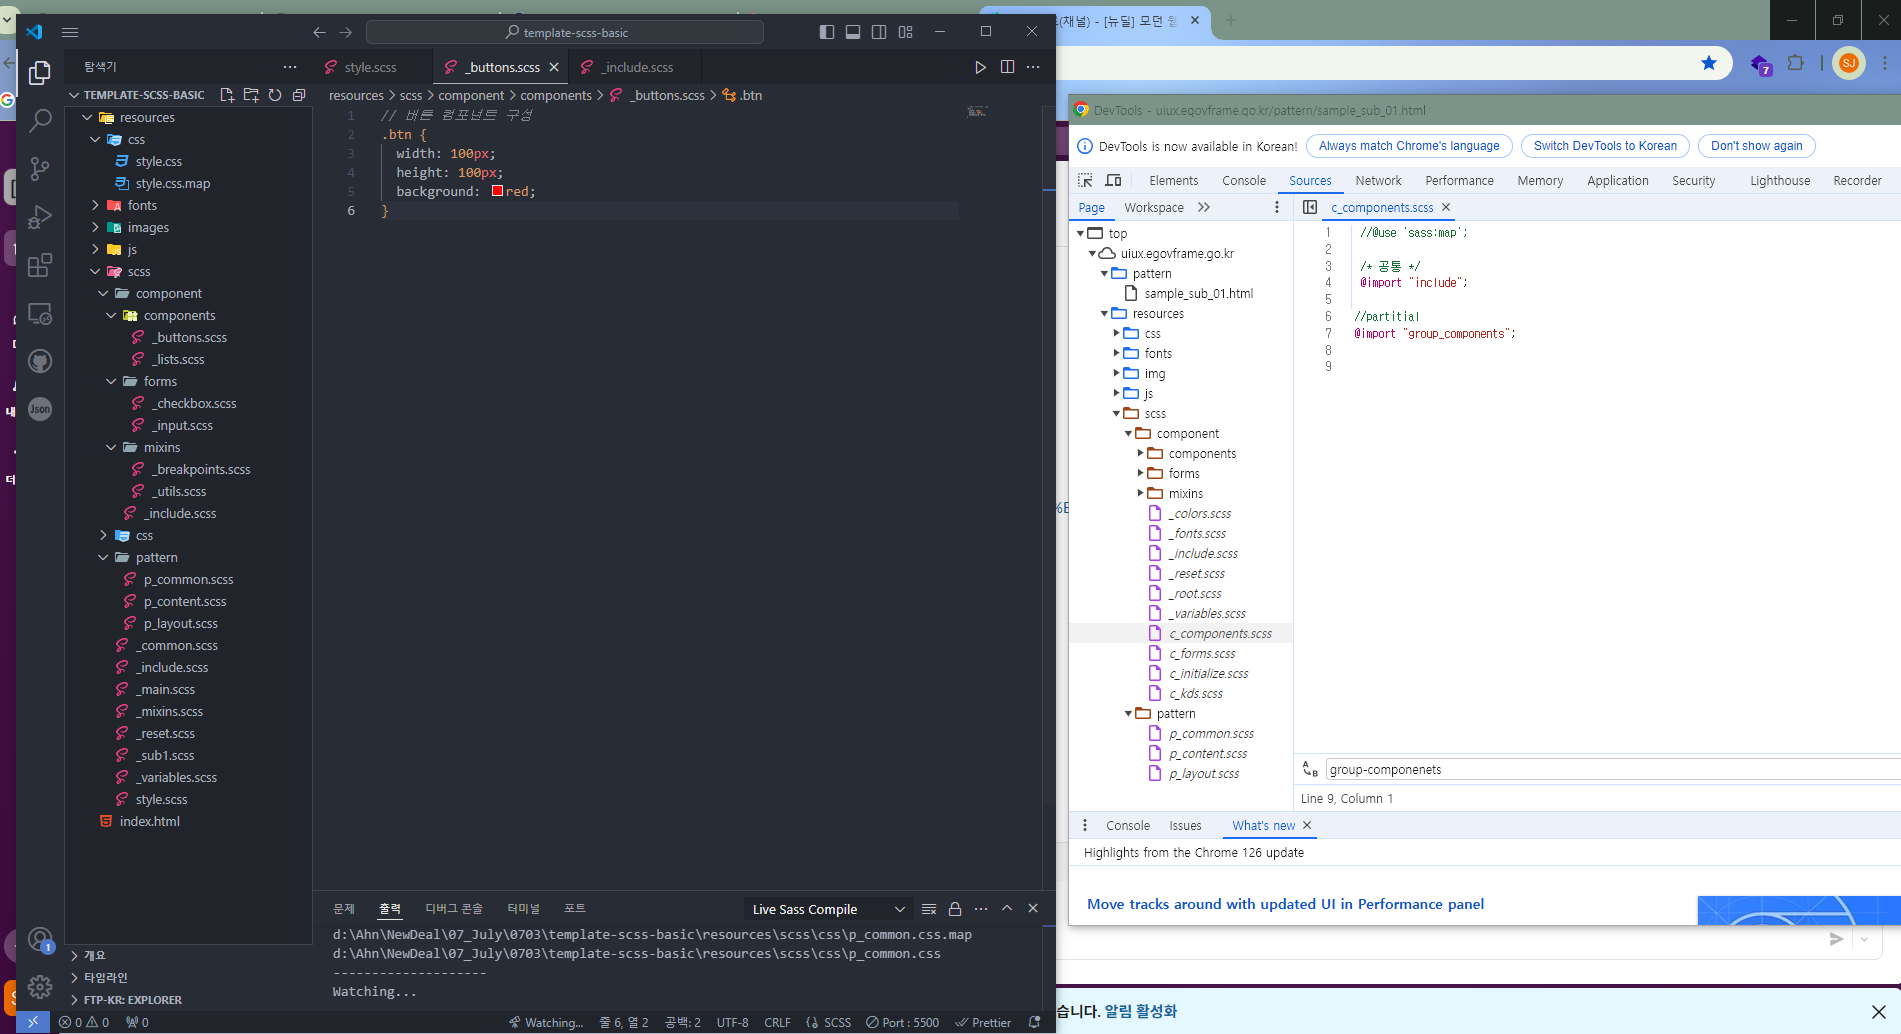 template-scss-basic
탐색기
TEMPLATE-SCSS-BASIC
resources
css
style.css
style.css.map
fonts
images
js
scss
component
components
_buttons.scss
_lists.scss
forms
_checkbox.scss
_input.scss
mixins
_breakpoints.scss
_utils.scss
_include.scss
css
pattern
p_common.scss
p_content.scss
p_layout.scss
_common.scss
_include.scss
_main.scss
_mixins.scss
_reset.scss
_sub1.scss
_variables.scss
style.scss
index.html
개요
타임라인
FTP-KR: EXPLORER
style.scss
_buttons.scss
_include.scss
resources > scss > component > components > _buttons.scss > .btn
1 // 버튼 컴포넌트 구성
2 .btn {
3 width: 100px;
4 height: 100px;
5 background: red;
6 }
문제 출력 디버그 콘솔 터미널 포트
Live Sass Compile
d:\Ahn\NewDeal\07_July\0703\template-scss-basic\resources\scss\css\p_common.css.map
d:\Ahn\NewDeal\07_July\0703\template-scss-basic\resources\scss\css\p_common.css
--------------------
Watching...
0 0 0 Watching... 줄 6, 열 2 공백: 2 UTF-8 CRLF SCSS Port : 5500 Prettier
Json
1
(채널) - [뉴딜] 모던 웹
7
SJ
DevTools - uiux.egovframe.go.kr/pattern/sample_sub_01.html
DevTools is now available in Korean! Always match Chrome's language Switch DevTools to Korean Don't show again
Elements Console Sources Network Performance Memory Application Security Lighthouse Recorder
Page Workspace
c_components.scss
top
uiux.egovframe.go.kr
pattern
sample_sub_01.html
resources
css
fonts
img
js
scss
component
components
forms
mixins
_colors.scss
_fonts.scss
_include.scss
_reset.scss
_root.scss
_variables.scss
c_components.scss
c_forms.scss
c_initialize.scss
c_kds.scss
pattern
p_common.scss
p_content.scss
p_layout.scss
1 //@use 'sass:map';
2
3 /* 공통 */
4 @import "include";
5
6 //partitial
7 @import "group_components";
8
9
group-componenets
Line 9, Column 1
Console Issues What's new
Highlights from the Chrome 126 update
Move tracks around with updated UI in Performance panel
습니다. 알림 활성화